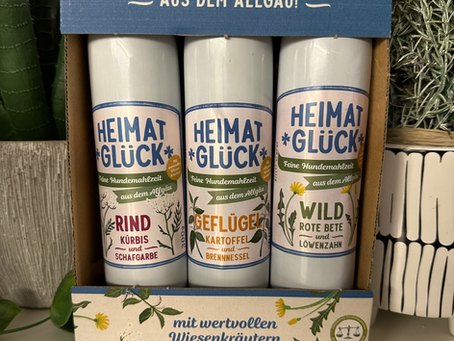 AUS DEM ALLGÄU!
HEIMAT
GLÜCK
Feine Hundemahlzeit
aus dem Allgäu
RIND
KÜRBIS
und
SCHAFGARBE
HEIMAT
GLÜCK
Feine Hundemahlzeit
aus dem Allgäu
GEFLÜGEL
KARTOFFEL
und
BRENNNESSEL
HEIMAT
GLÜCK
Feine Hundemahlzeit
aus dem Allgäu
WILD
ROTE BETE
und
LÖWENZAHN
mit wertvollen
Wiesenkräutern